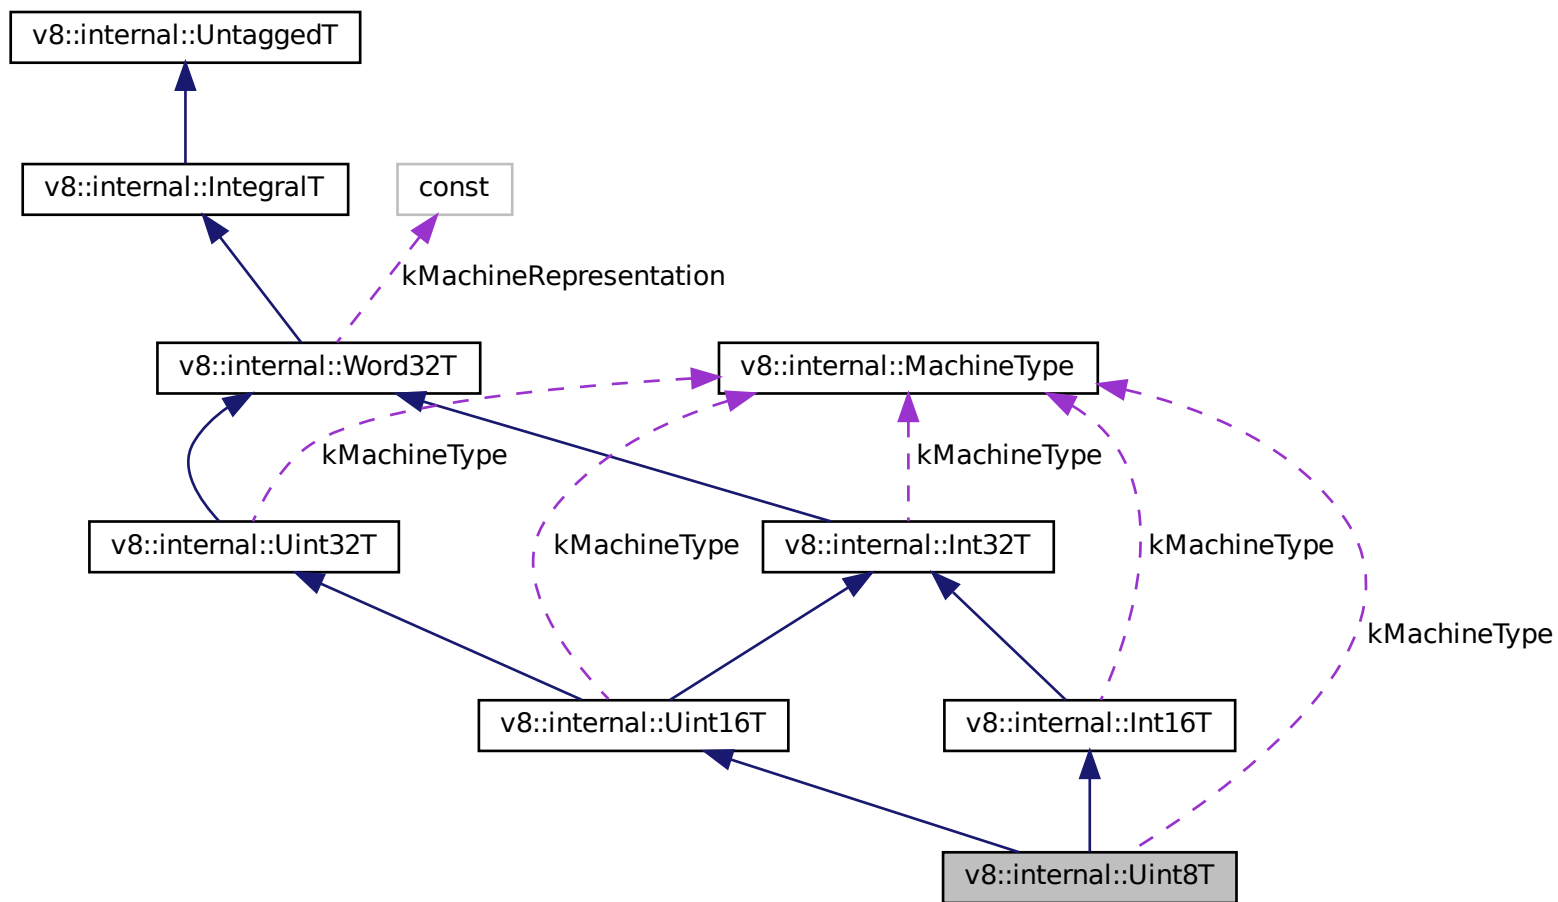 v8::internal::UntaggedT
v8::internal::IntegralT
const
kMachineRepresentation
v8::internal::Word32T
v8::internal::MachineType
kMachineType
kMachineType
v8::internal::Uint32T
kMachineType
v8::internal::Int32T
kMachineType
kMachineType
v8::internal::Uint16T
v8::internal::Int16T
v8::internal::Uint8T